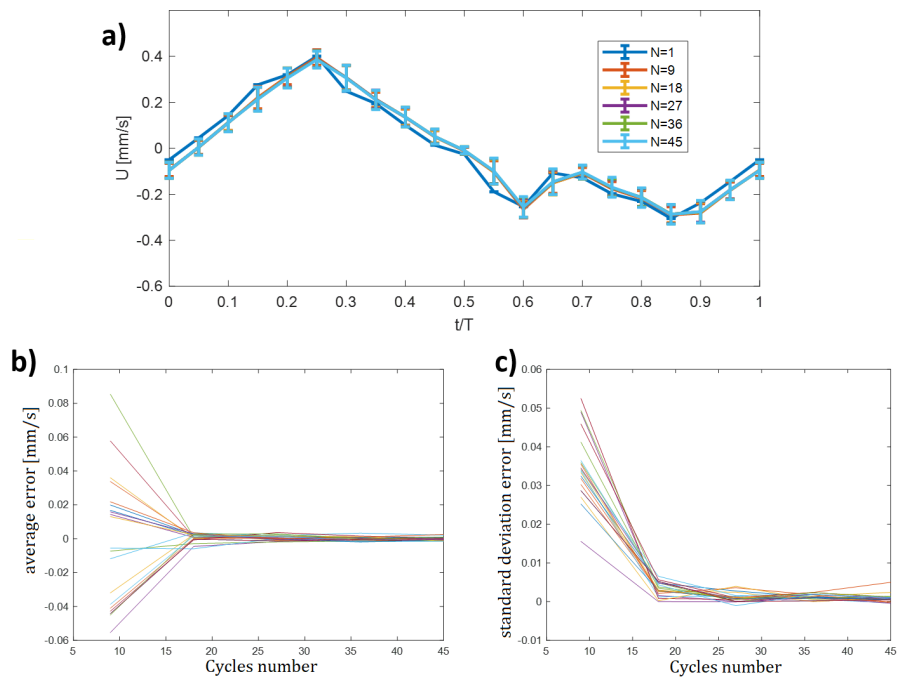 a)
0.4
0.2
0
-0.2
-0.4
-0.6
U [mm/s]
N=1
N=9
N=18
N=27
N=36
N=45
0 0.1 0.2 0.3 0.4 0.5 0.6 0.7 0.8 0.9 1
t/T
b)
0.1
0.08
0.06
0.04
0.02
0
-0.02
-0.04
-0.06
average error [mm/s]
5 10 15 20 25 30 35 40 45
Cycles number
c)
0.06
0.05
0.04
0.03
0.02
0.01
0
-0.01
standard deviation error [mm/s]
5 10 15 20 25 30 35 40 45
Cycles number